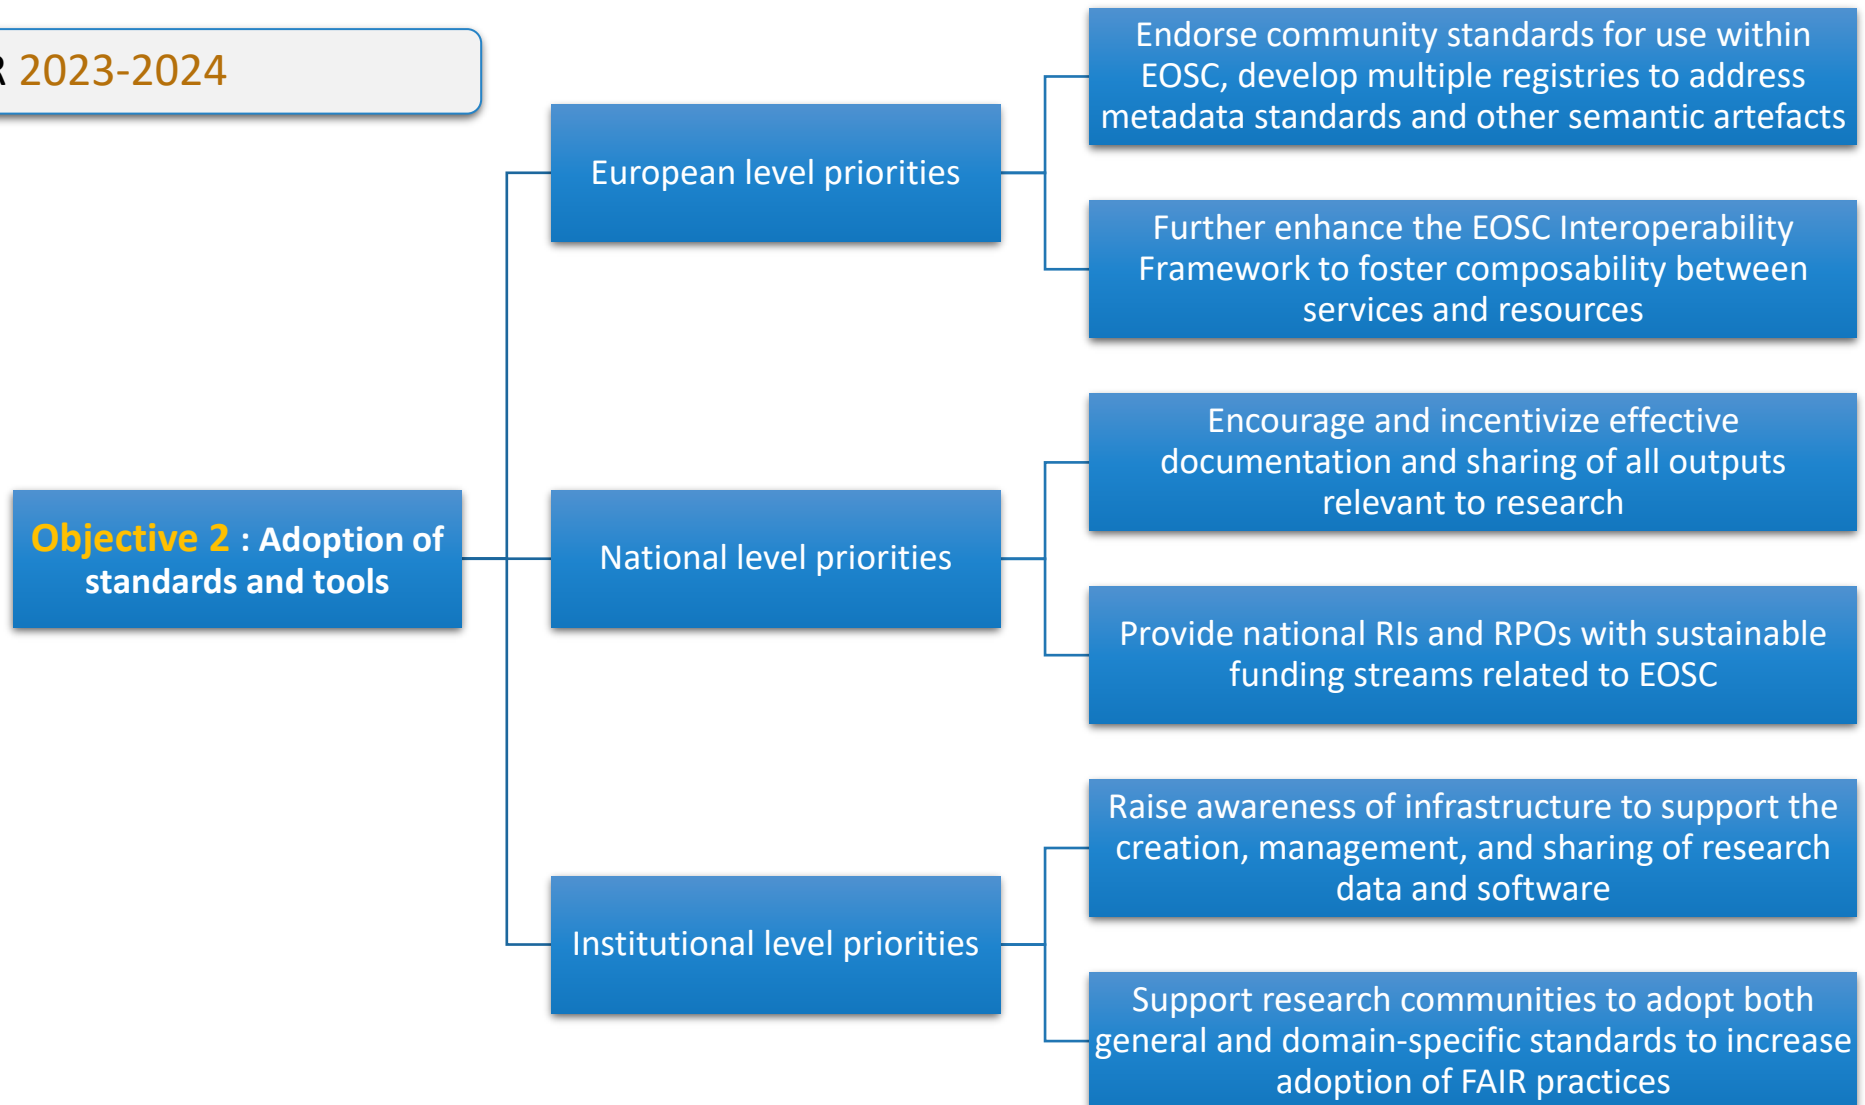 R 2023-2024
Endorse community standards for use within
EOSC, develop multiple registries to address
metadata standards and other semantic artefacts
European level priorities
Further enhance the EOSC Interoperability
Framework to foster composability between
services and resources
Encourage and incentivize effective
documentation and sharing of all outputs
relevant to research
Objective 2 : Adoption of
standards and tools
National level priorities
Provide national RIs and RPOs with sustainable
funding streams related to EOSC
Raise awareness of infrastructure to support the
creation, management, and sharing of research
data and software
Institutional level priorities
Support research communities to adopt both
general and domain-specific standards to increase
adoption of FAIR practices